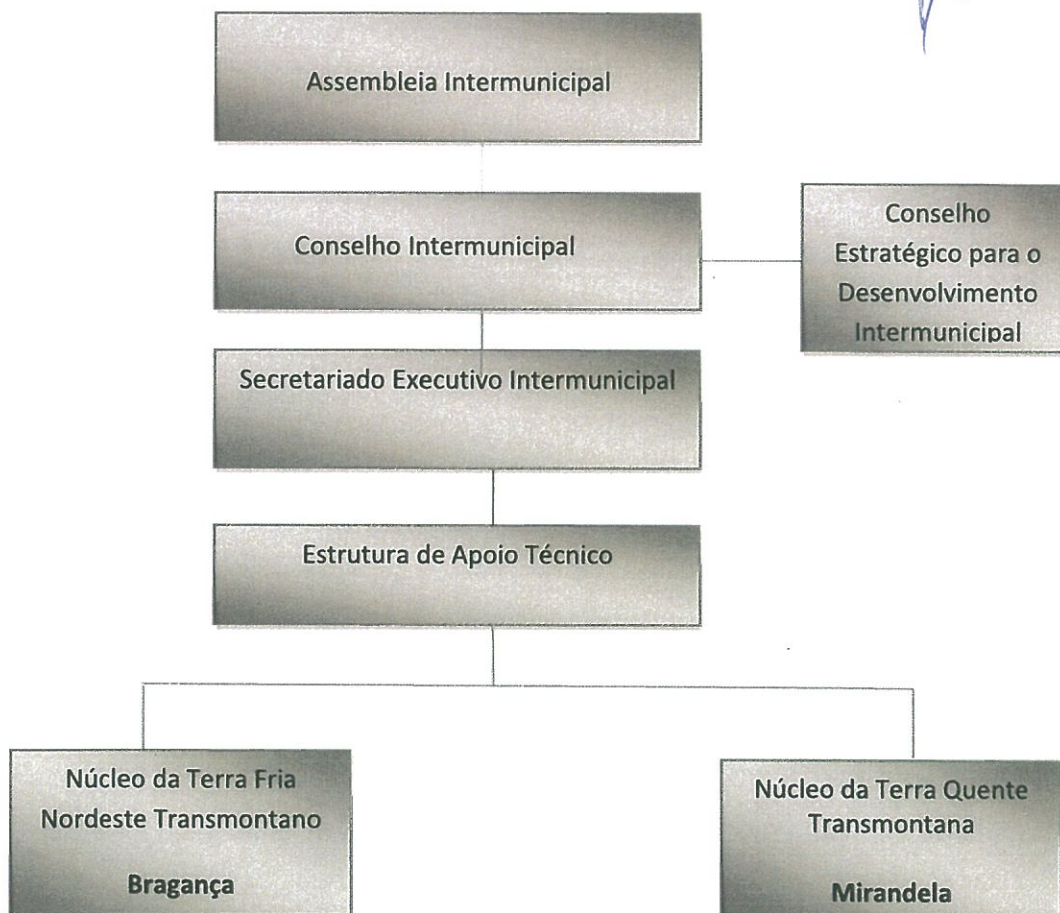 Assembleia Intermunicipal
Conselho Intermunicipal
Conselho
Estratégico para o
Desenvolvimento
Intermunicipal
Secretariado Executivo Intermunicipal
Estrutura de Apoio Técnico
Núcleo da Terra Fria
Nordeste Transmontano
Bragança
Núcleo da Terra Quente
Transmontana
Mirandela